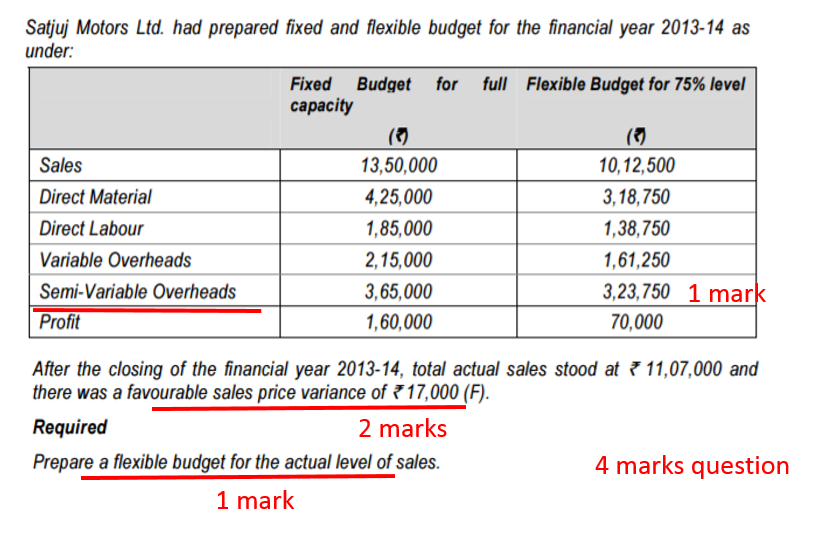 Satjuj Motors Ltd. had prepared fixed and flexible budget for the financial year 2013-14 as
under:
Fixed Budget for full Flexible Budget for 75% level
capacity
(₹) (₹)
Sales 13,50,000 10,12,500
Direct Material 4,25,000 3,18,750
Direct Labour 1,85,000 1,38,750
Variable Overheads 2,15,000 1,61,250
Semi-Variable Overheads 3,65,000 3,23,750 1 mark
Profit 1,60,000 70,000
After the closing of the financial year 2013-14, total actual sales stood at ₹ 11,07,000 and
there was a favourable sales price variance of ₹ 17,000 (F).
Required 2 marks
Prepare a flexible budget for the actual level of sales. 4 marks question
1 mark